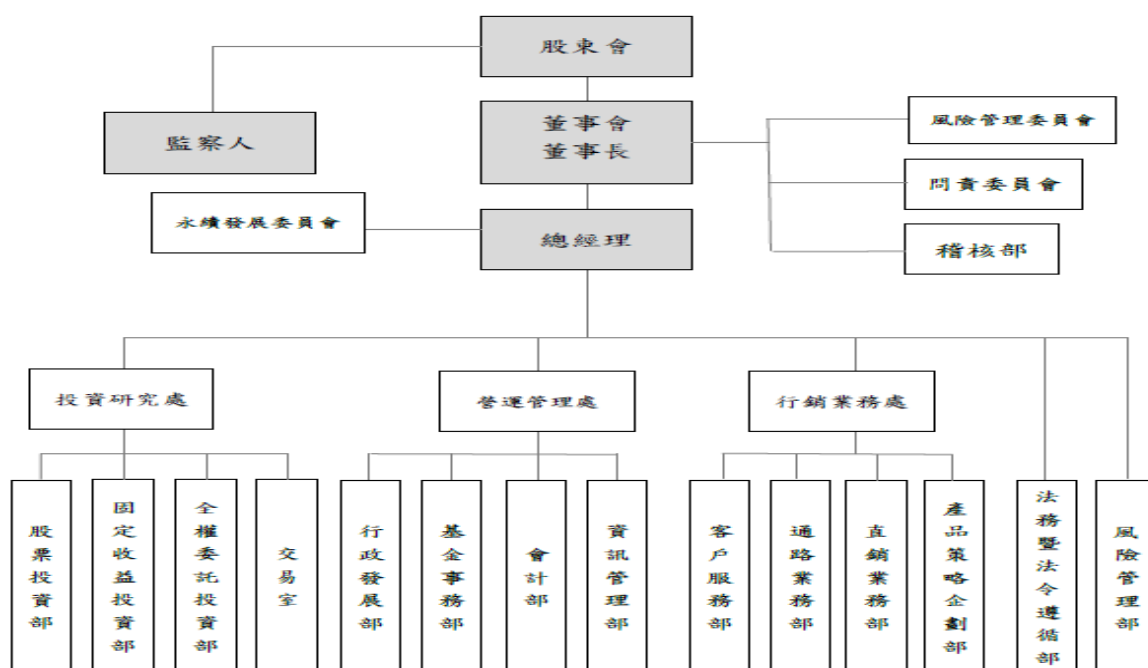 股東會
董事會
董事長
監察人
風險管理委員會
問責委員會
永續發展委員會
總經理
稽核部
投資研究處
營運管理處
行銷業務處
股票投資部
固定收益投資部
全權委託投資部
交易室
行政發展部
基金事務部
會計部
資訊管理部
客戶服務部
通路業務部
直銷業務部
產品策略企劃部
法務暨法令遵循部
風險管理部